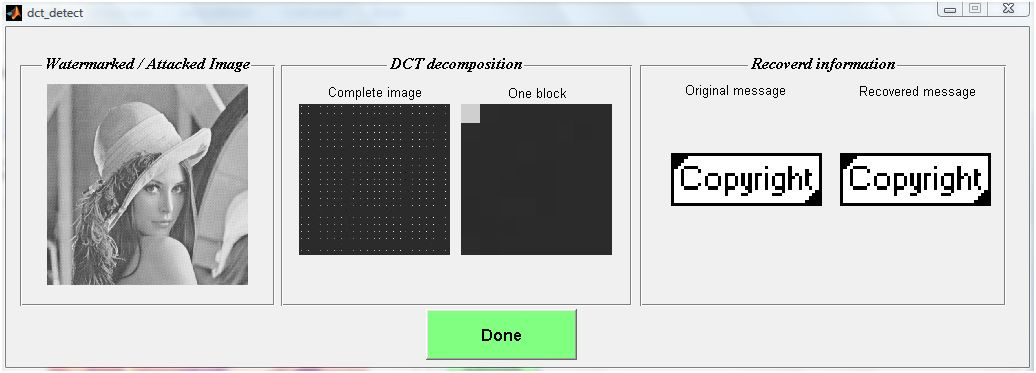 dct_detect
Watermarked / Attacked Image
DCT decomposition
Recoverd information
Complete image
One block
Original message
Recovered message
Copyright
Copyright
Done